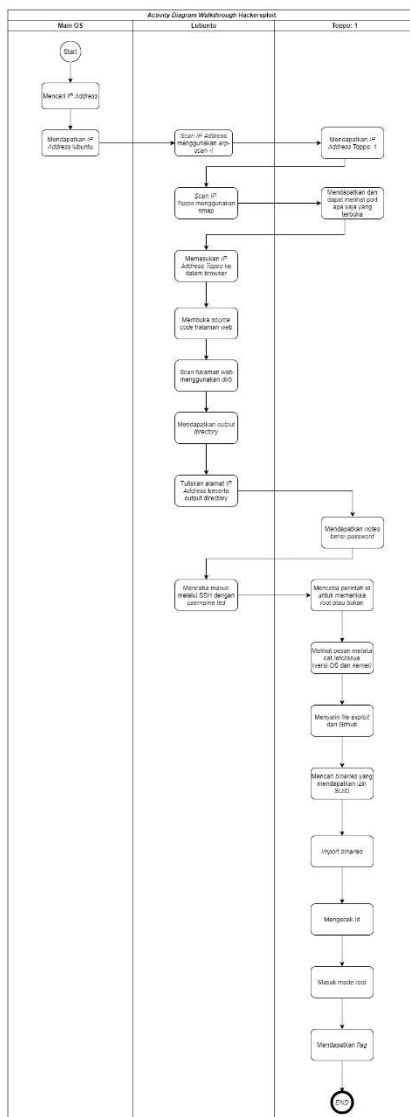 Activity Diagram Walkthrough Hackersploit
Main OS
Lubuntu
Toppo: 1
Start
Mencari IP Address
Mendapatkan IP
Address lubuntu
Scan IP Address
menggunakan arp-
scan -l
Mendapatkan IP
Address Toppo: 1
Scan IP
Toppo menggunakan
nmap
Mendapatkan dan
dapat melihat port
apa saja yang
terbuka
Memasukan IP
Address Toppo ke
dalam browser
Membuka source
code halaman web
Scan halaman web
menggunakan dirb
Mendapatkan output
directory
Tuliskan alamat IP
Address beserta
output directory
Mendapatkan notes
berisi password
Mencoba masuk
melalui SSH dengan
username ted
Mencoba perintah id
untuk memeriksa
root atau bukan
Melihat pesan melalui
cat /etc/issue
(versi OS dan kernel)
Menyalin file exploit
dari Github
Mencari binaries yang
mendapatkan izin
SUID
Import binaries
Mengecek id
Masuk mode root
Mendapatkan flag
END